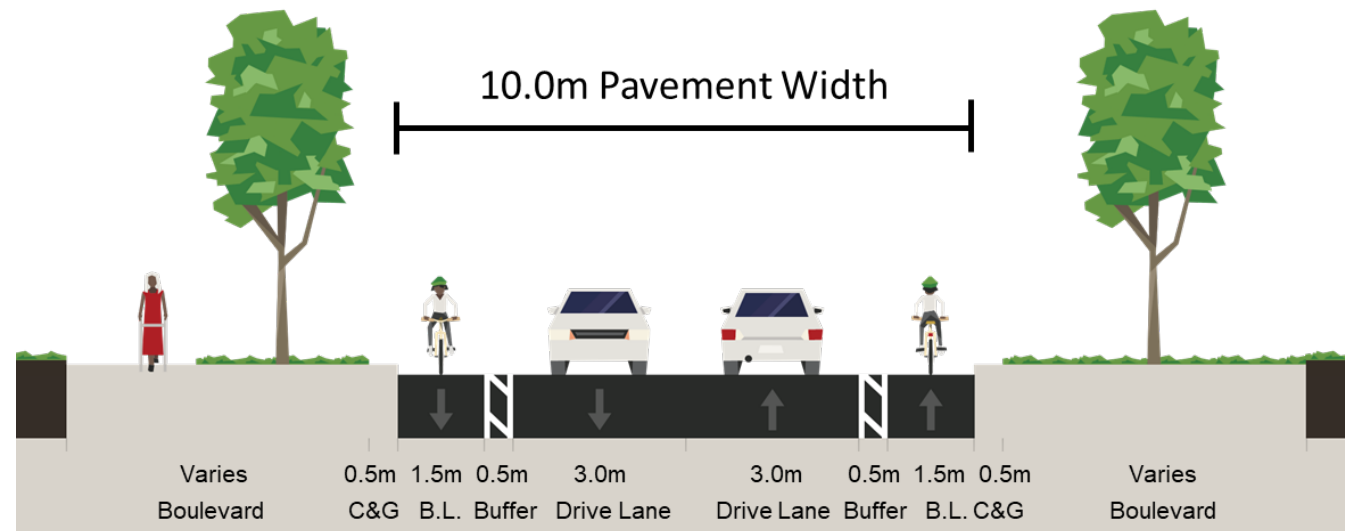 10.0m Pavement Width
Varies 0.5m 1.5m 0.5m 3.0m 3.0m 0.5m 1.5m 0.5m Varies
Boulevard C&G B.L. Buffer Drive Lane Drive Lane Buffer B.L. C&G Boulevard